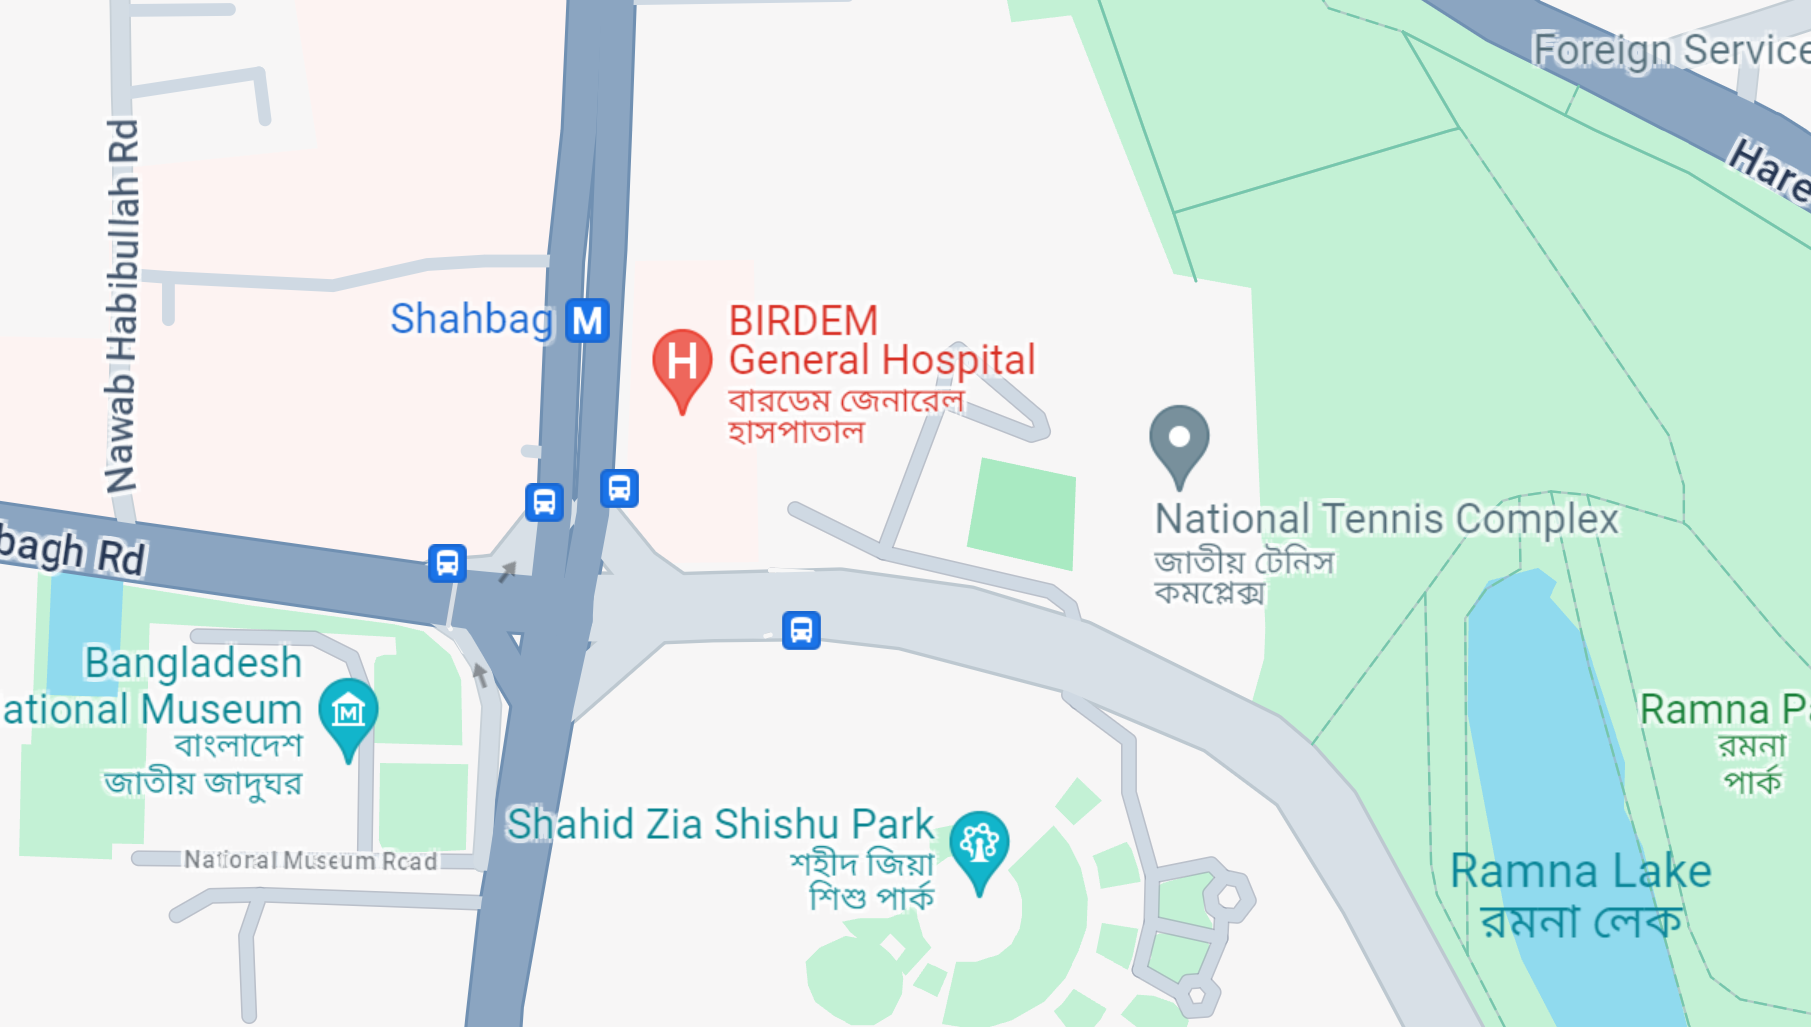 Foreign Service
Nawab Habibullah Rd
Hare
Shahbag
M
BIRDEM
General Hospital
বারডেম জেনারেল
হাসপাতাল
H
National Tennis Complex
জাতীয় টেনিস
কমপ্লেক্স
bagh Rd
Bangladesh
ational Museum
বাংলাদেশ
জাতীয় জাদুঘর
M
Ramna Pa
রমনা
পার্ক
Shahid Zia Shishu Park
শহীদ জিয়া
শিশু পার্ক
National Museum Road
Ramna Lake
রমনা লেক